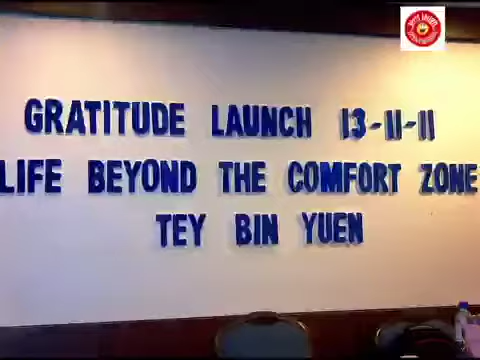 GRATITUDE LAUNCH 13-11-11
LIFE BEYOND THE COMFORT ZONE
TEY BIN YUEN